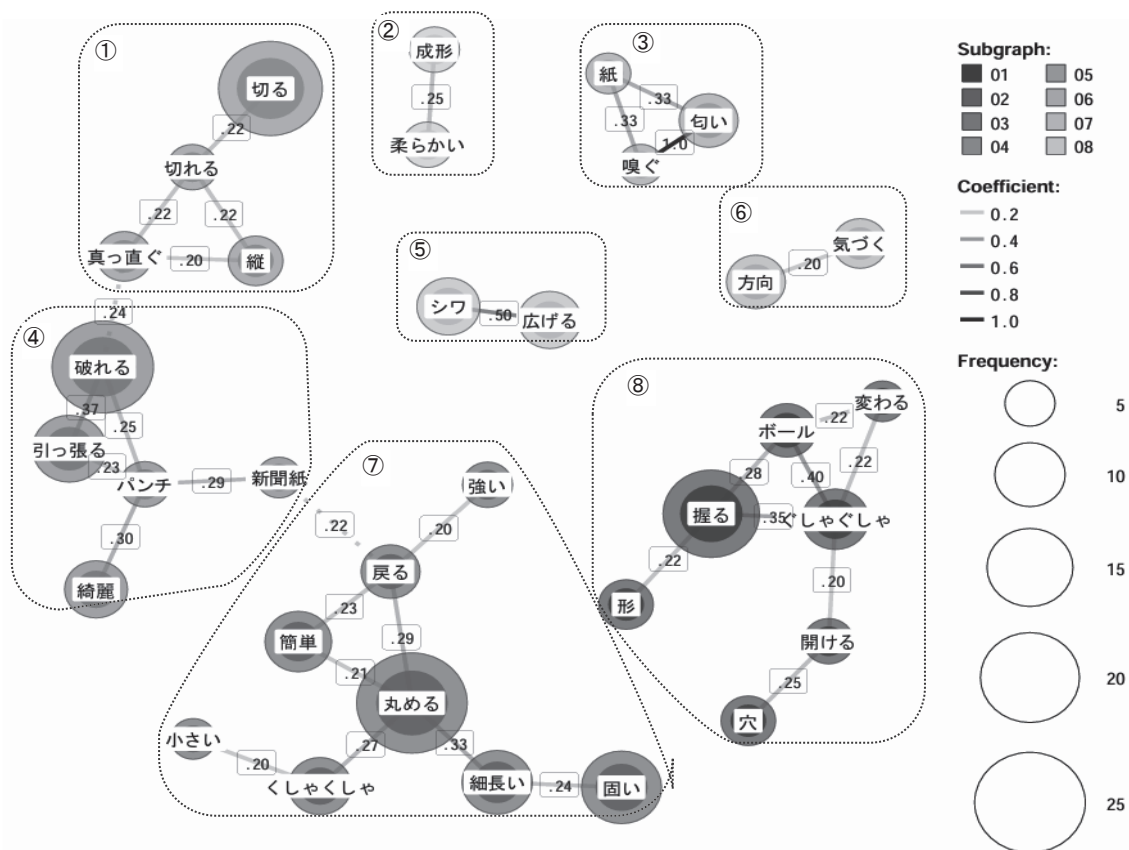 ①
切る
.22
切れる
.22
.22
真っ直ぐ
.20
縦
②
成形
.25
柔らかい
③
紙
.33
.33
匂い
1.0
嗅ぐ
.24
④
破れる
.37
.25
引っ張る
.23
パンチ
.29
新聞紙
.30
綺麗
⑤
シワ
.50
広げる
⑥
気づく
.20
方向
⑦
強い
.22
.20
戻る
.23
.29
簡単
.21
丸める
小さい
.27
.33
.20
くしゃくしゃ
細長い
.24
固い
⑧
変わる
.22
ボール
.22
.28
.40
握る
.35
ぐしゃぐしゃ
.22
.20
形
開ける
.25
穴
Subgraph:
01 05
02 06
03 07
04 08
Coefficient:
0.2
0.4
0.6
0.8
1.0
Frequency:
5
10
15
20
25